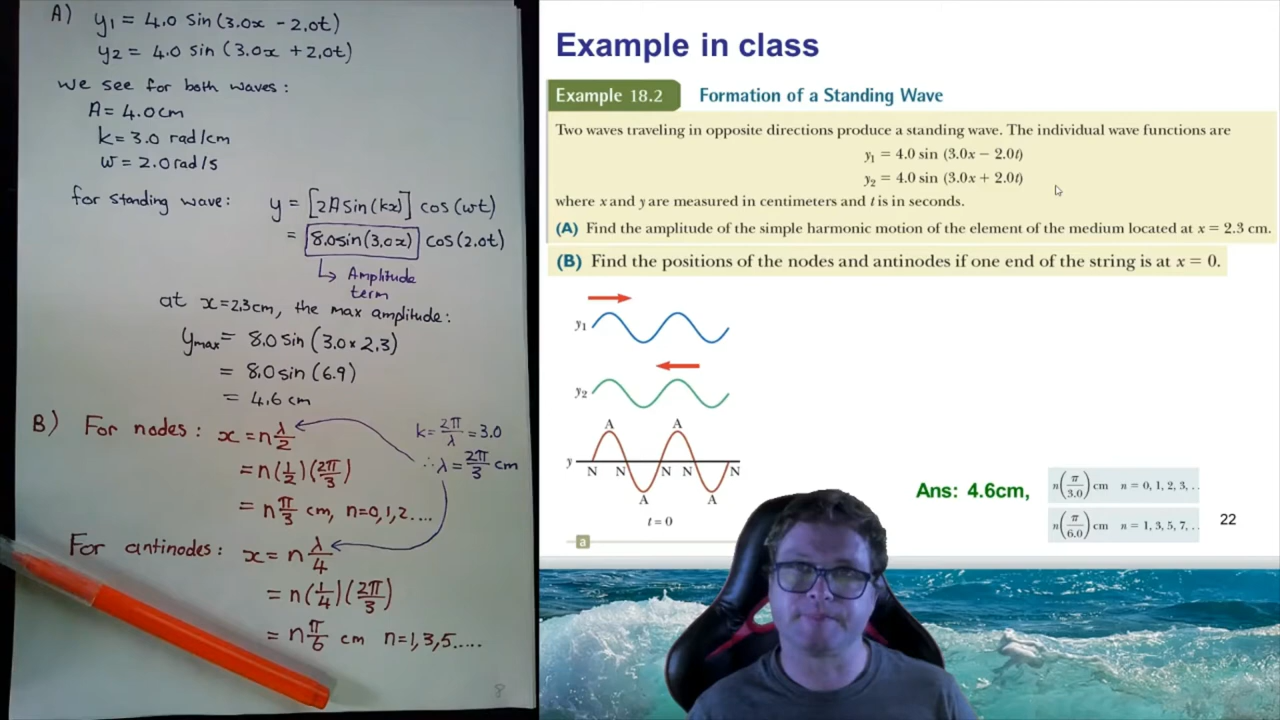 A) y1 = 4.0 sin(3.0x - 2.0t)
y2 = 4.0 sin (3.0x + 2.0t)
we see for both waves:
A = 4.0cm
k = 3.0 rad/cm
w = 2.0 rad/s
for standing wave: y = [2A sin(kx)] cos(wt)
= 8.0sin(3.0x) cos(2.0t)
↳ Amplitude
term
at x=2.3cm, the max amplitude:
ymax = 8.0 sin (3.0 x 2.3)
= 8.0 sin (6.9)
= 4.6 cm
B) For nodes: x = n λ/2
= n(1/2)(2π/3)
= n π/3 cm, n=0,1,2....
k = 2π/λ = 3.0
∴ λ = 2π/3 cm
For antinodes: x = n λ/4
= n(1/4)(2π/3)
= n π/6 cm n=1,3,5.....
8
Example in class
Example 18.2 Formation of a Standing Wave
Two waves traveling in opposite directions produce a standing wave. The individual wave functions are
y1 = 4.0 sin (3.0x − 2.0t)
y2 = 4.0 sin (3.0x + 2.0t)
where x and y are measured in centimeters and t is in seconds.
(A) Find the amplitude of the simple harmonic motion of the element of the medium located at x = 2.3 cm.
(B) Find the positions of the nodes and antinodes if one end of the string is at x = 0.
y1
y2
A A
y N N N N N
A A
t = 0
a
Ans: 4.6cm,
n(π/3.0) cm n = 0, 1, 2, 3, . .
n(π/6.0) cm n = 1, 3, 5, 7, . .
22